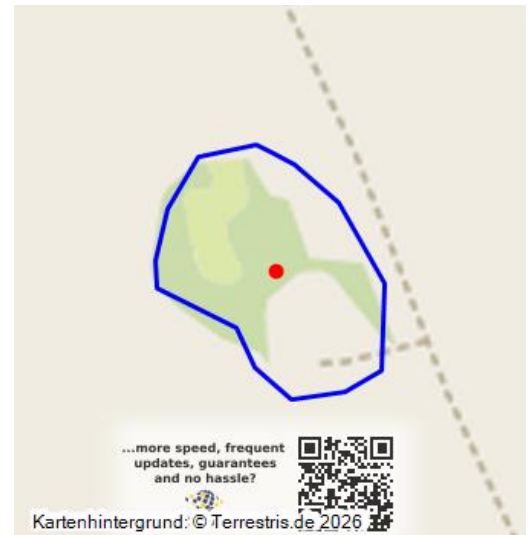 ...more speed, frequent
updates, guarantees
and no hassle?
Kartenhintergrund: © Terrestris.de 2026